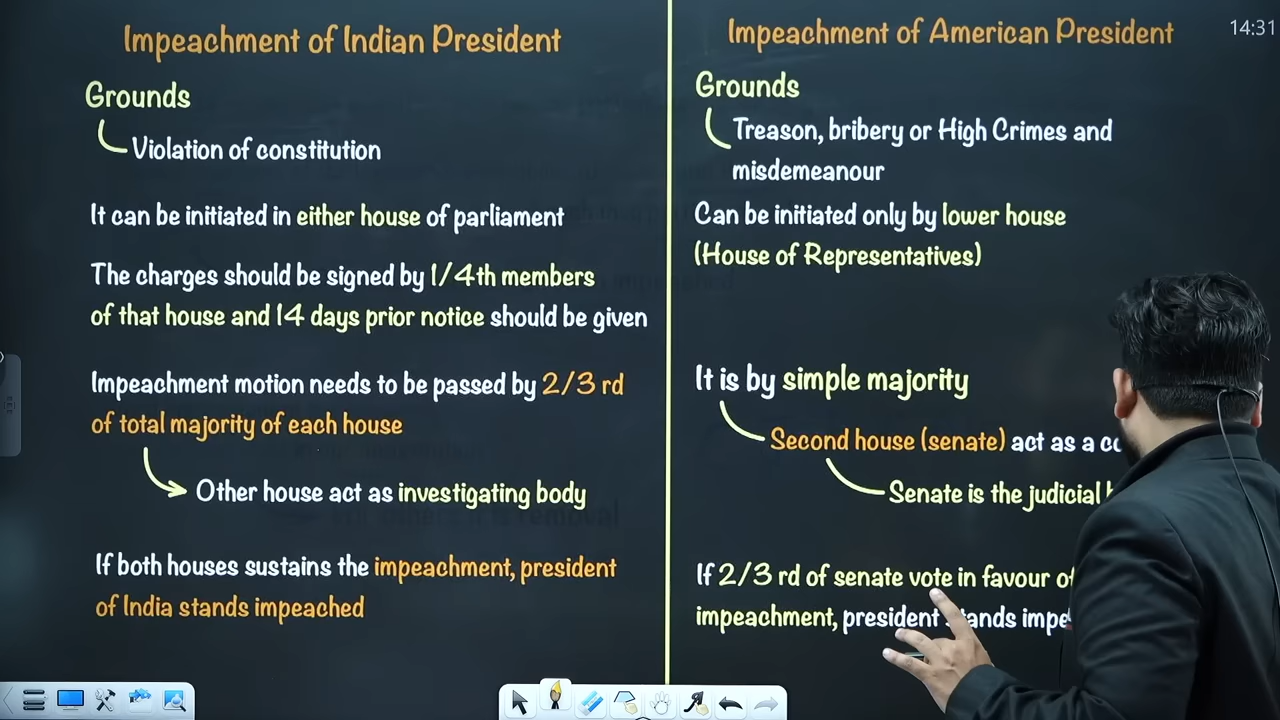 Impeachment of Indian President
Grounds
Violation of constitution
It can be initiated in either house of parliament
The charges should be signed by 1/4th members
of that house and 14 days prior notice should be given
Impeachment motion needs to be passed by 2/3 rd
of total majority of each house
Other house act as investigating body
If both houses sustains the impeachment, president
of India stands impeached
Impeachment of American President
14:31
Grounds
Treason, bribery or High Crimes and
misdemeanour
Can be initiated only by lower house
(House of Representatives)
It is by simple majority
Second house (senate) act as a
Senate is the judicial
If 2/3 rd of senate vote in favour of
impeachment, president stands